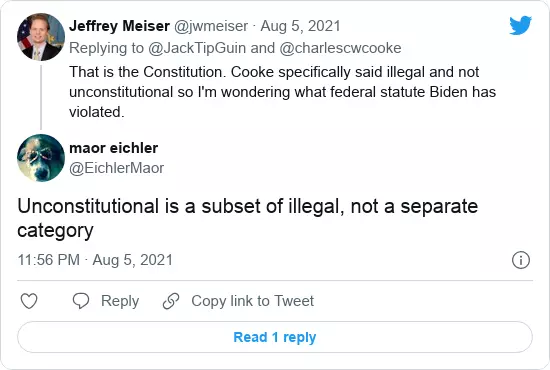 Jeffrey Meiser @jwmeiser · Aug 5, 2021
Replying to @JackTipGuin and @charlescwcooke
That is the Constitution. Cooke specifically said illegal and not
unconstitutional so I'm wondering what federal statute Biden has
violated.
maor eichler
@EichlerMaor
Unconstitutional is a subset of illegal, not a separate
category
11:56 PM · Aug 5, 2021
Reply Copy link to Tweet
Read 1 reply